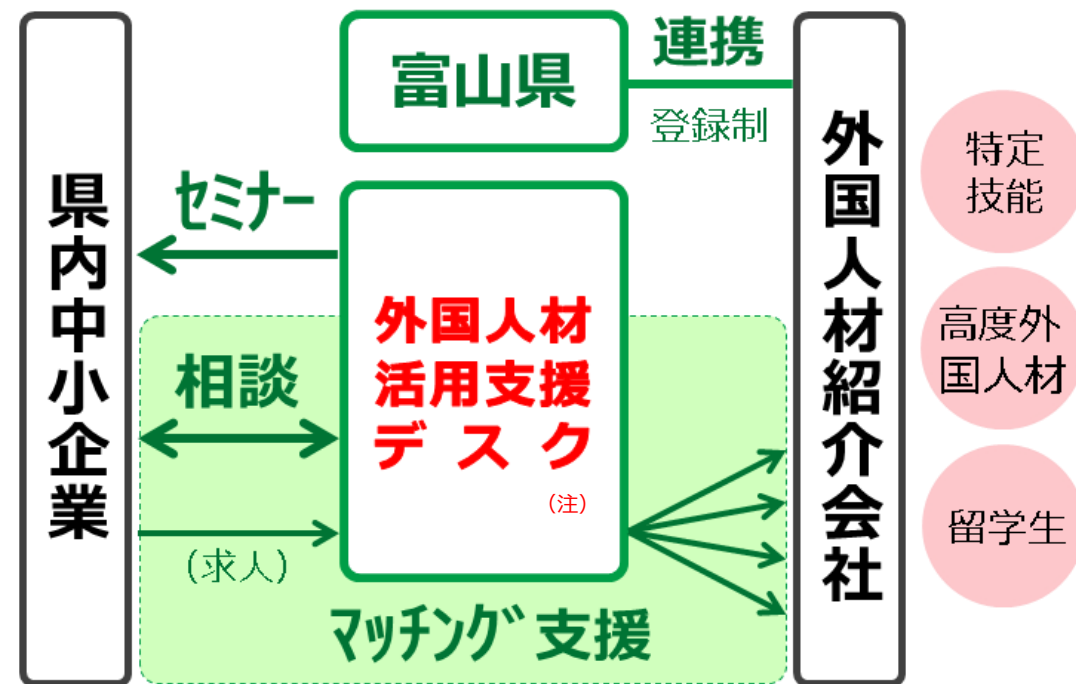 県内中小企業
富山県
連携
登録制
セミナー
相談
(求人)
外国人材
活用支援
デスク
(注)
マッチング支援
外国人材紹介会社
特定
技能
高度外
国人材
留学生